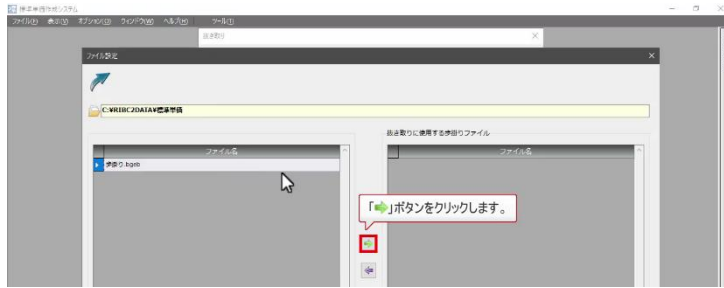 標準単価作成システム
ファイル(F) 表示(V) オプション(O) ウィンドウ(W) ヘルプ(H) ツール(T)
抜き取り
ファイル設定
C:¥RIBC2DATA¥標準単価
抜き取りに使用する歩掛りファイル
ファイル名
ファイル名
歩掛り.bgeb
「」ボタンをクリックします。